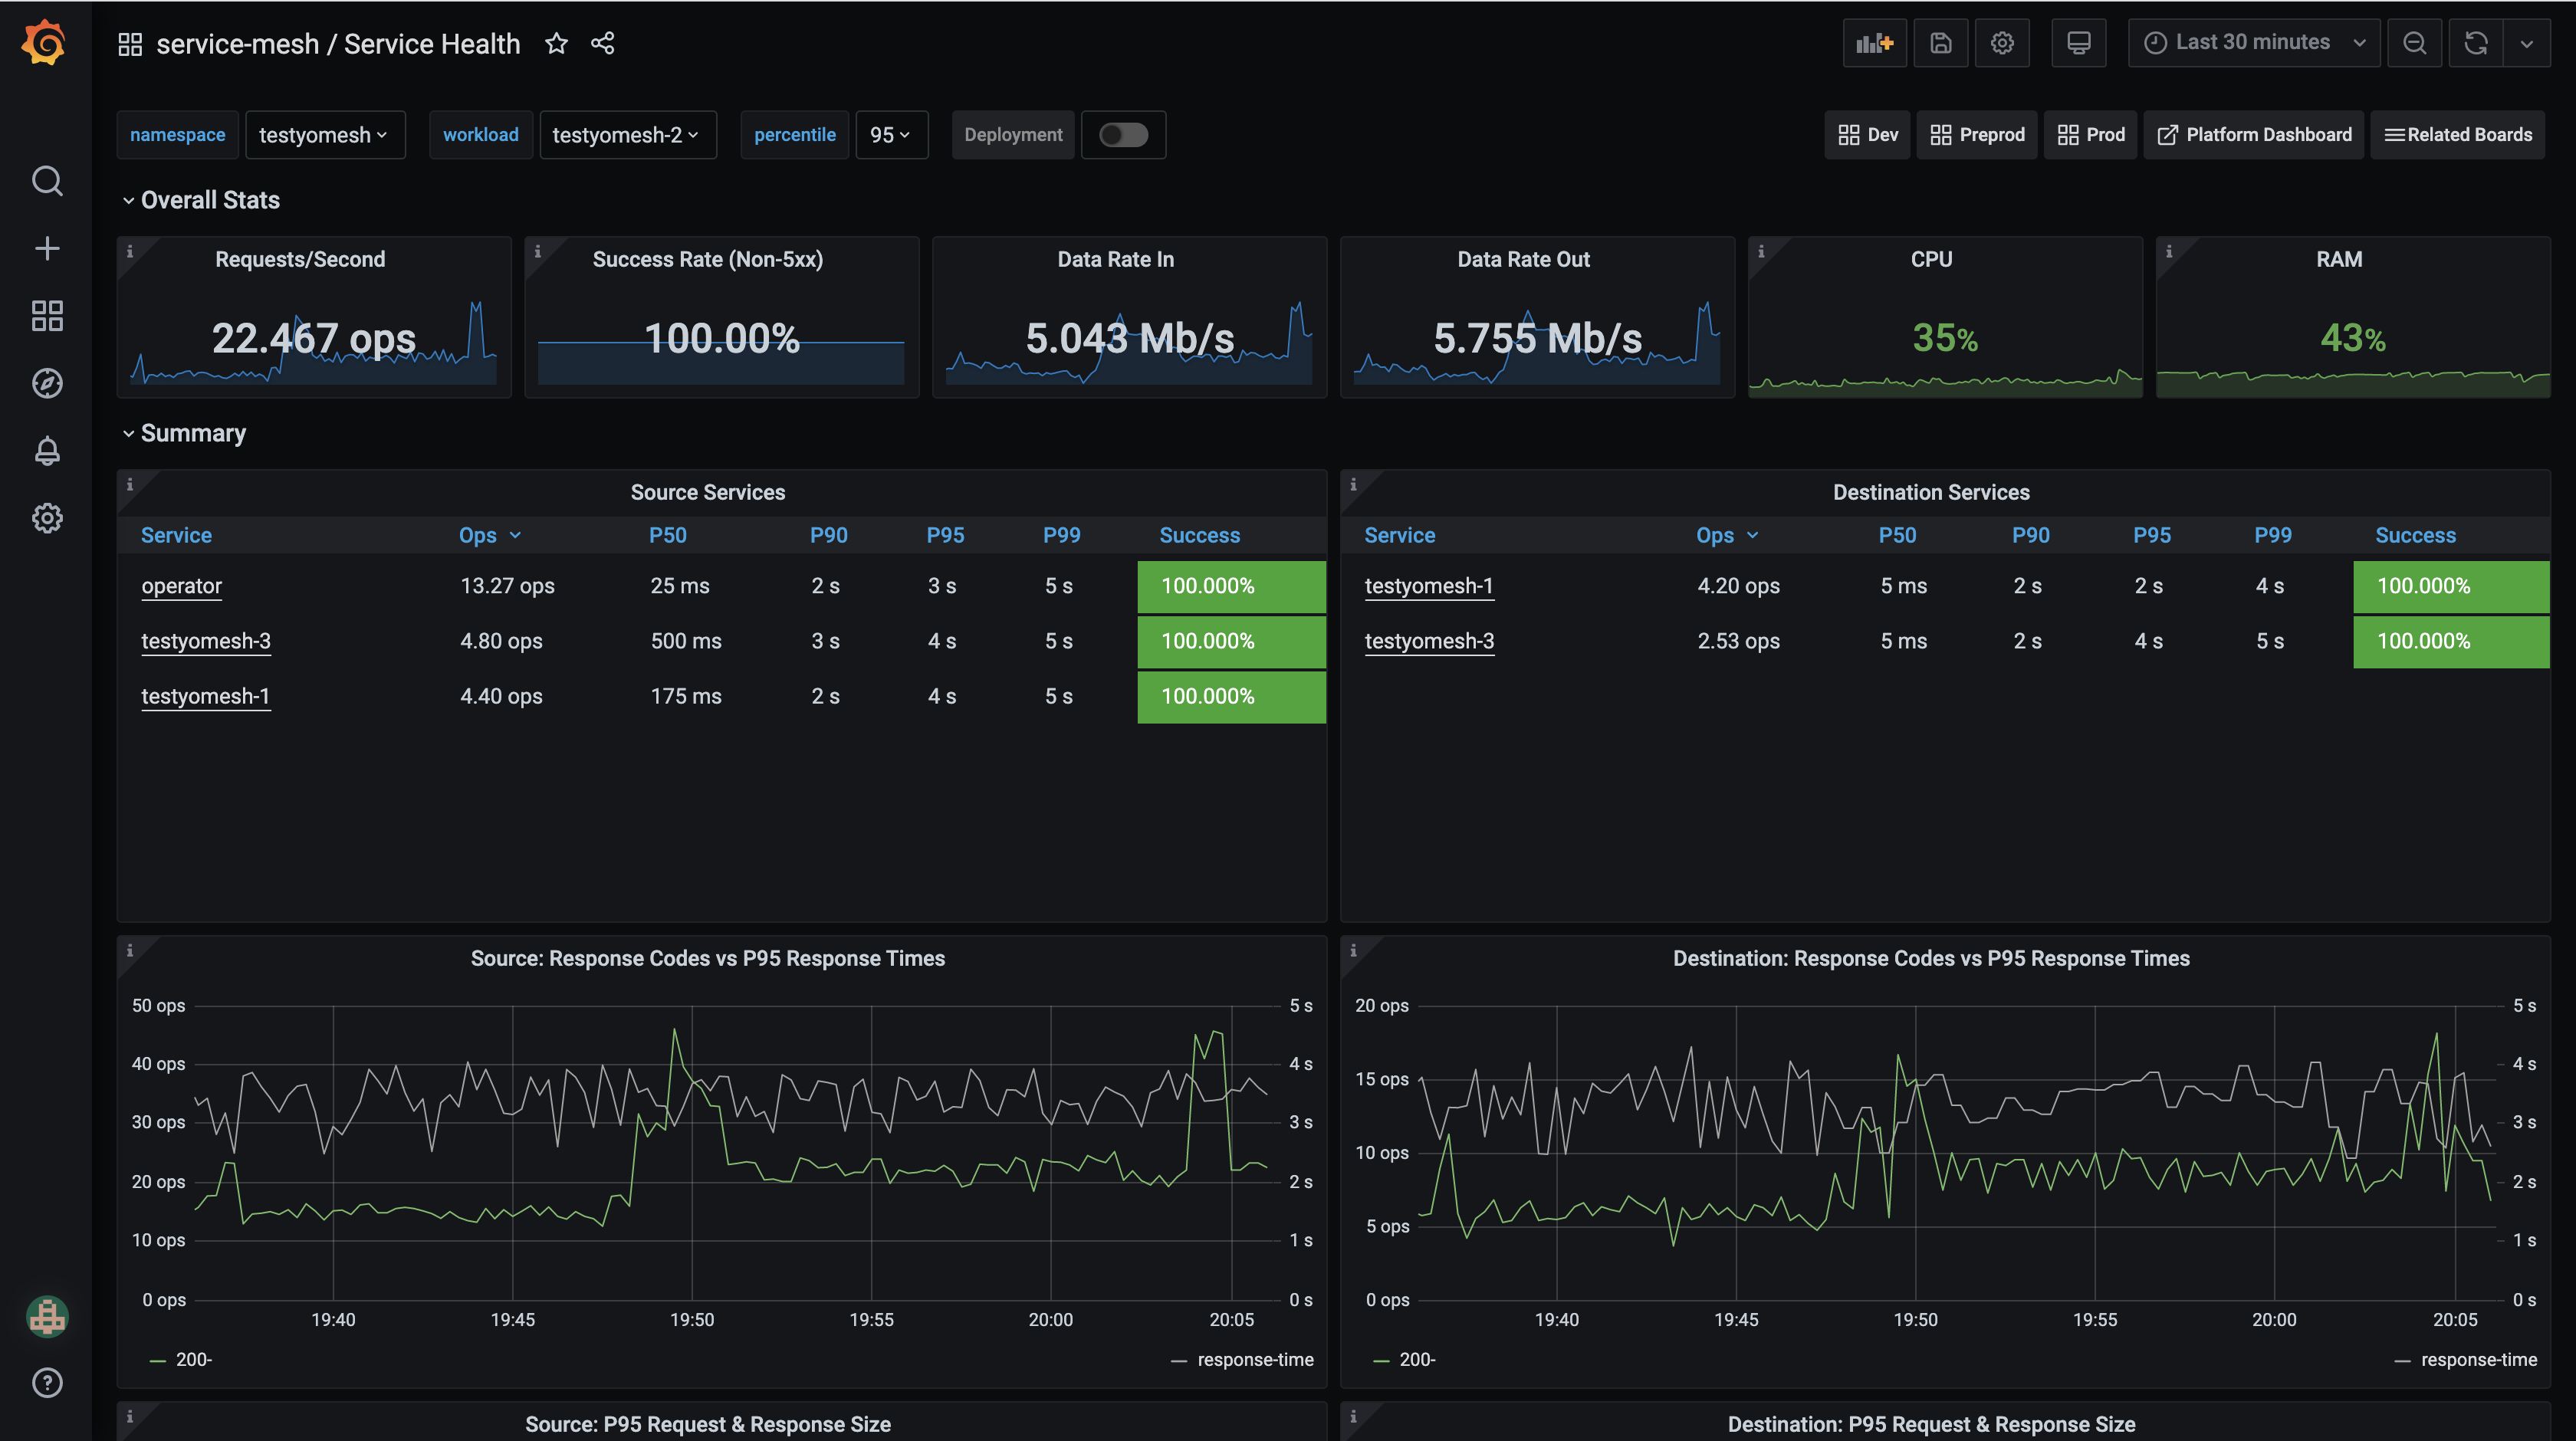 service-mesh / Service Health
Last 30 minutes
namespace testyomesh workload testyomesh-2 percentile 95 Deployment
Dev Preprod Prod Platform Dashboard Related Boards
Overall Stats
Requests/Second
22.467 ops
Success Rate (Non-5xx)
100.00%
Data Rate In
5.043 Mb/s
Data Rate Out
5.755 Mb/s
CPU
35%
RAM
43%
Summary
Source Services
Service Ops P50 P90 P95 P99 Success
operator 13.27 ops 25 ms 2 s 3 s 5 s 100.000%
testyomesh-3 4.80 ops 500 ms 3 s 4 s 5 s 100.000%
testyomesh-1 4.40 ops 175 ms 2 s 4 s 5 s 100.000%
Destination Services
Service Ops P50 P90 P95 P99 Success
testyomesh-1 4.20 ops 5 ms 2 s 2 s 4 s 100.000%
testyomesh-3 2.53 ops 5 ms 2 s 4 s 5 s 100.000%
Source: Response Codes vs P95 Response Times
50 ops 5 s
40 ops 4 s
30 ops 3 s
20 ops 2 s
10 ops 1 s
0 ops 0 s
19:40 19:45 19:50 19:55 20:00 20:05
200- response-time
Destination: Response Codes vs P95 Response Times
20 ops 5 s
4 s
15 ops
3 s
10 ops
2 s
5 ops
1 s
0 ops 0 s
19:40 19:45 19:50 19:55 20:00 20:05
200- response-time
Source: P95 Request & Response Size
Destination: P95 Request & Response Size